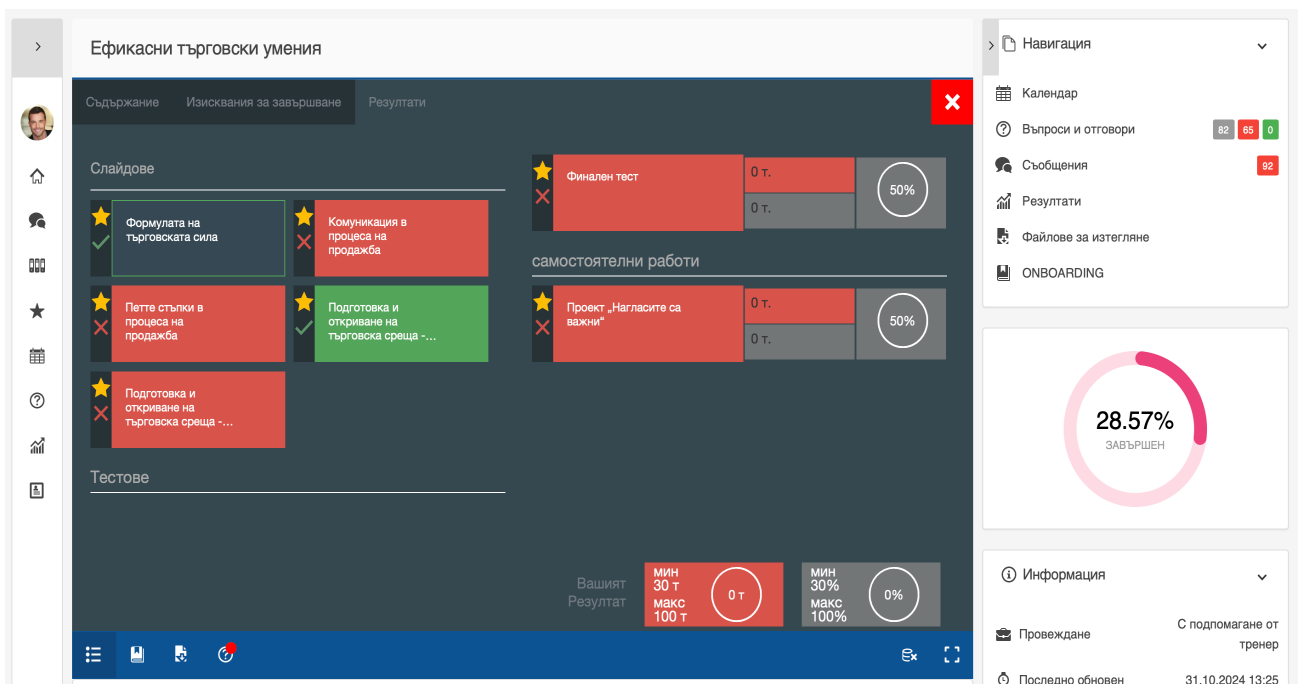 Ефикасни търговски умения
Съдържание
Изисквания за завършване
Резултати
Слайдове
Формулата на
търговската сила
Комуникация в
процеса на
продажба
Петте стъпки в
процеса на
продажба
Подготовка и
откриване на
търговска среща -...
Подготовка и
откриване на
търговска среща -...
Тестове
Финален тест
0 т.
0 т.
50%
самостоятелни работи
Проект „Нагласите са
важни“
0 т.
0 т.
50%
Вашият
Резултат
мин
30 т
макс
100 т
0 т
мин
30%
макс
100%
0%
Навигация
Календар
Въпроси и отговори
82 65 0
Съобщения
92
Резултати
Файлове за изтегляне
ONBOARDING
28.57%
ЗАВЪРШЕН
Информация
Провеждане
С подпомагане от
тренер
Последно обновен
31.10.2024 13:25